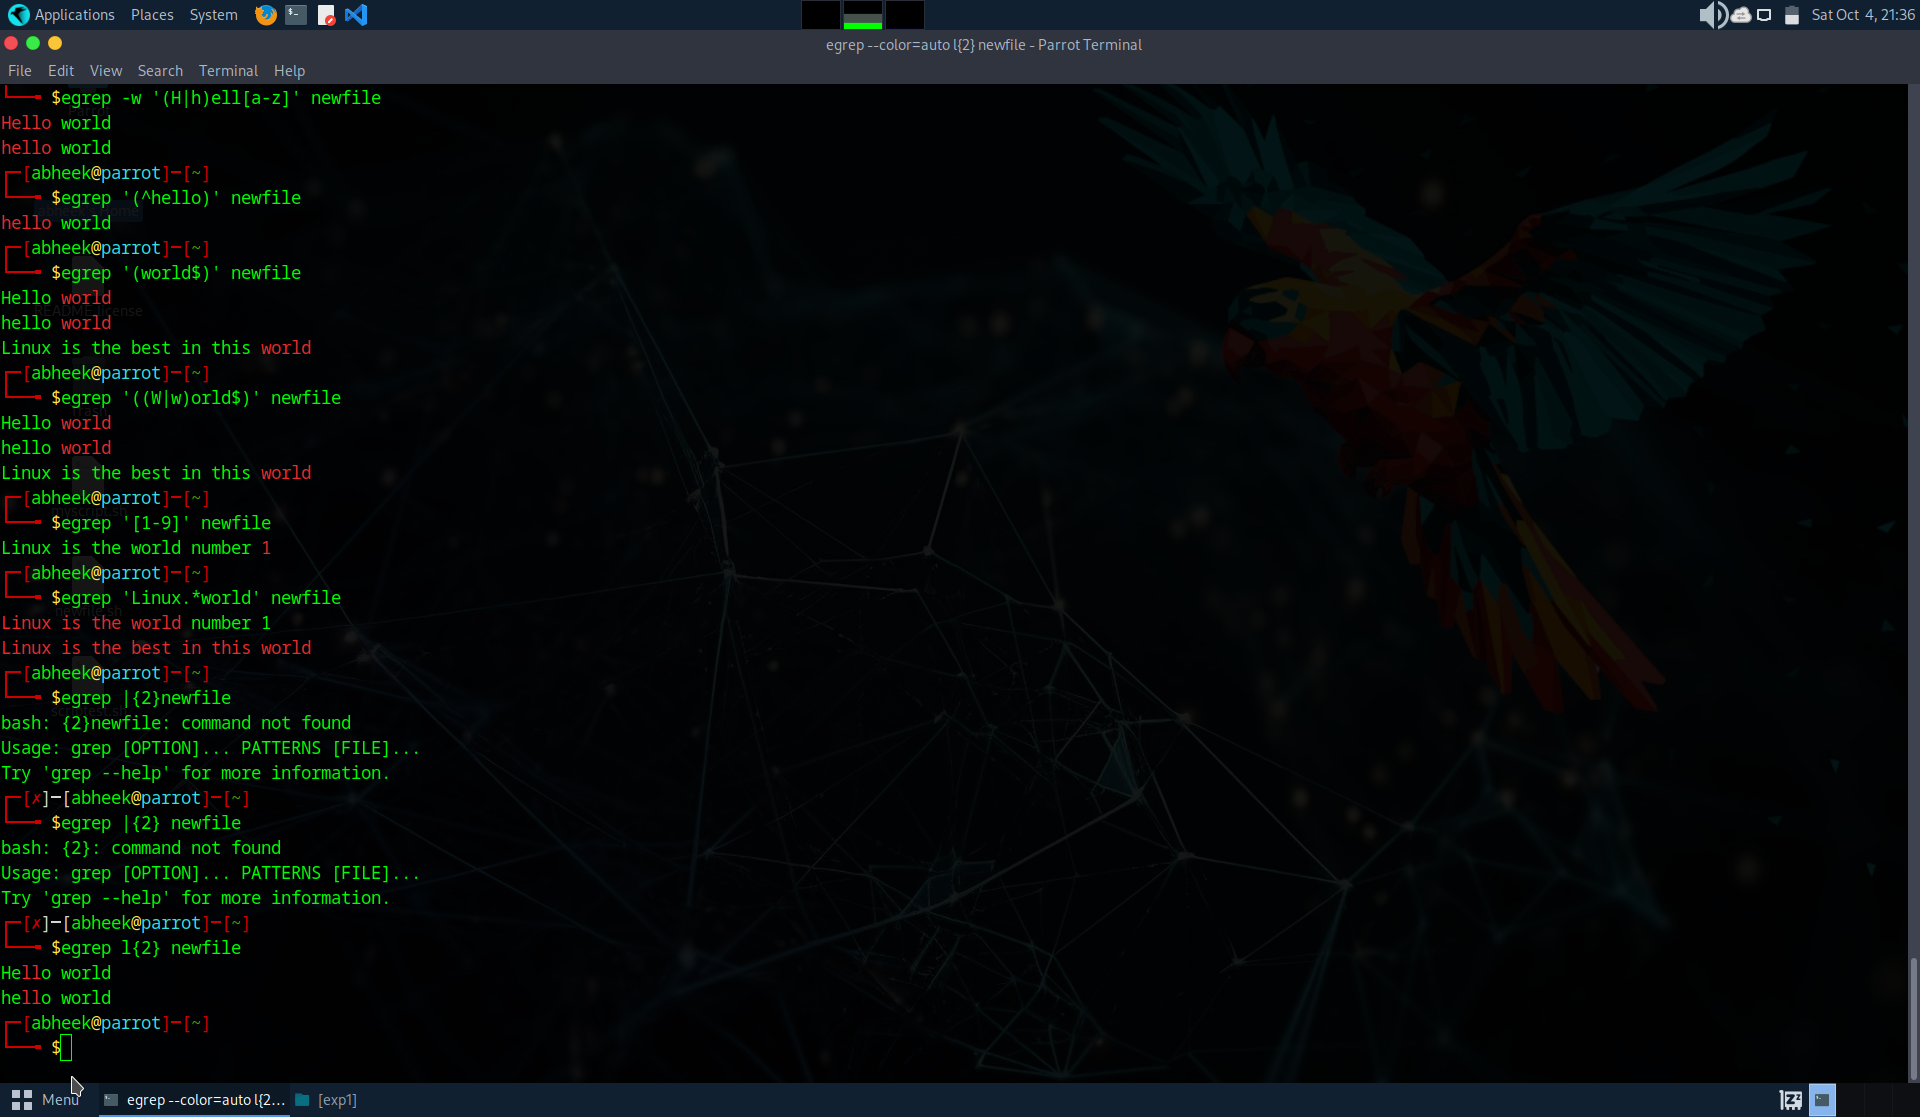 Applications Places System Sat Oct 4, 21:36
egrep --color=auto l{2} newfile - Parrot Terminal
File Edit View Search Terminal Help
$egrep -w '(H|h)ell[a-z]' newfile
Hello world
hello world
[abheek@parrot]─[~]
$egrep '(^hello)' newfile
hello world
[abheek@parrot]─[~]
$egrep '(world$)' newfile
Hello world
hello world
Linux is the best in this world
[abheek@parrot]─[~]
$egrep '((W|w)orld$)' newfile
Hello world
hello world
Linux is the best in this world
[abheek@parrot]─[~]
$egrep '[1-9]' newfile
Linux is the world number 1
[abheek@parrot]─[~]
$egrep 'Linux.*world' newfile
Linux is the world number 1
Linux is the best in this world
[abheek@parrot]─[~]
$egrep |{2}newfile
bash: {2}newfile: command not found
Usage: grep [OPTION]... PATTERNS [FILE]...
Try 'grep --help' for more information.
[✗]─[abheek@parrot]─[~]
$egrep |{2} newfile
bash: {2}: command not found
Usage: grep [OPTION]... PATTERNS [FILE]...
Try 'grep --help' for more information.
[✗]─[abheek@parrot]─[~]
$egrep l{2} newfile
Hello world
hello world
[abheek@parrot]─[~]
$
Menu egrep --color=auto l{2... [exp1]